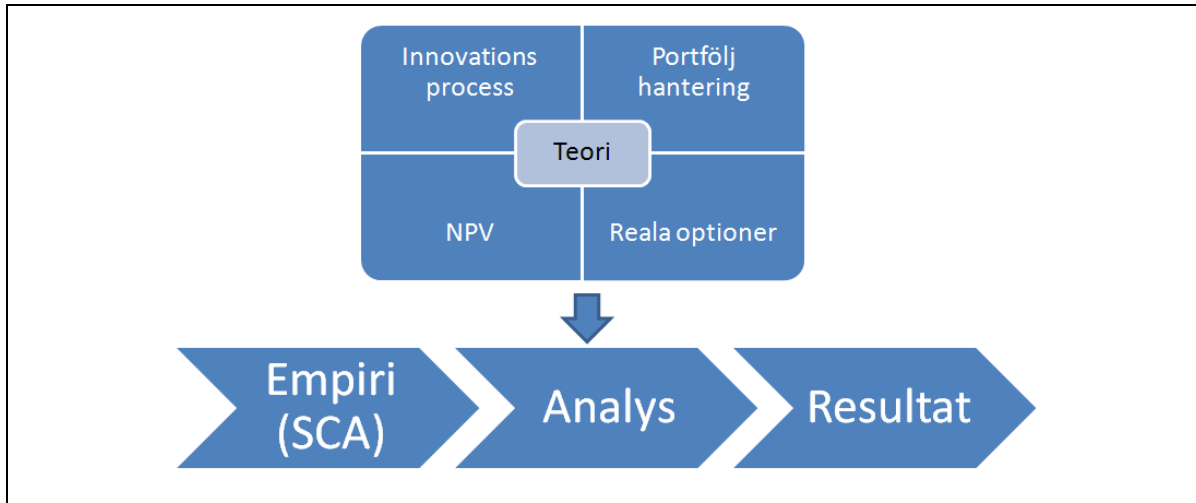 Innovations
process
Portfölj
hantering
Teori
NPV
Reala optioner
Empiri
(SCA)
Analys
Resultat